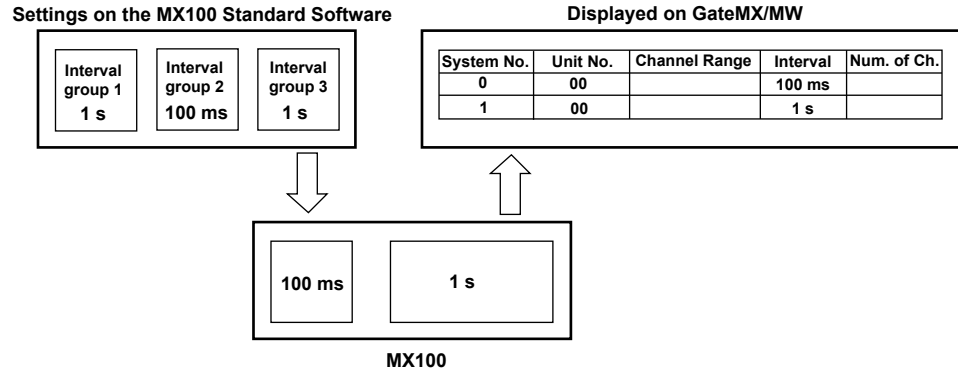 Settings on the MX100 Standard Software
Interval
group 1
1 s
Interval
group 2
100 ms
Interval
group 3
1 s
Displayed on GateMX/MW
System No. Unit No. Channel Range Interval Num. of Ch.
0 00 100 ms
1 00 1 s
100 ms
1 s
MX100